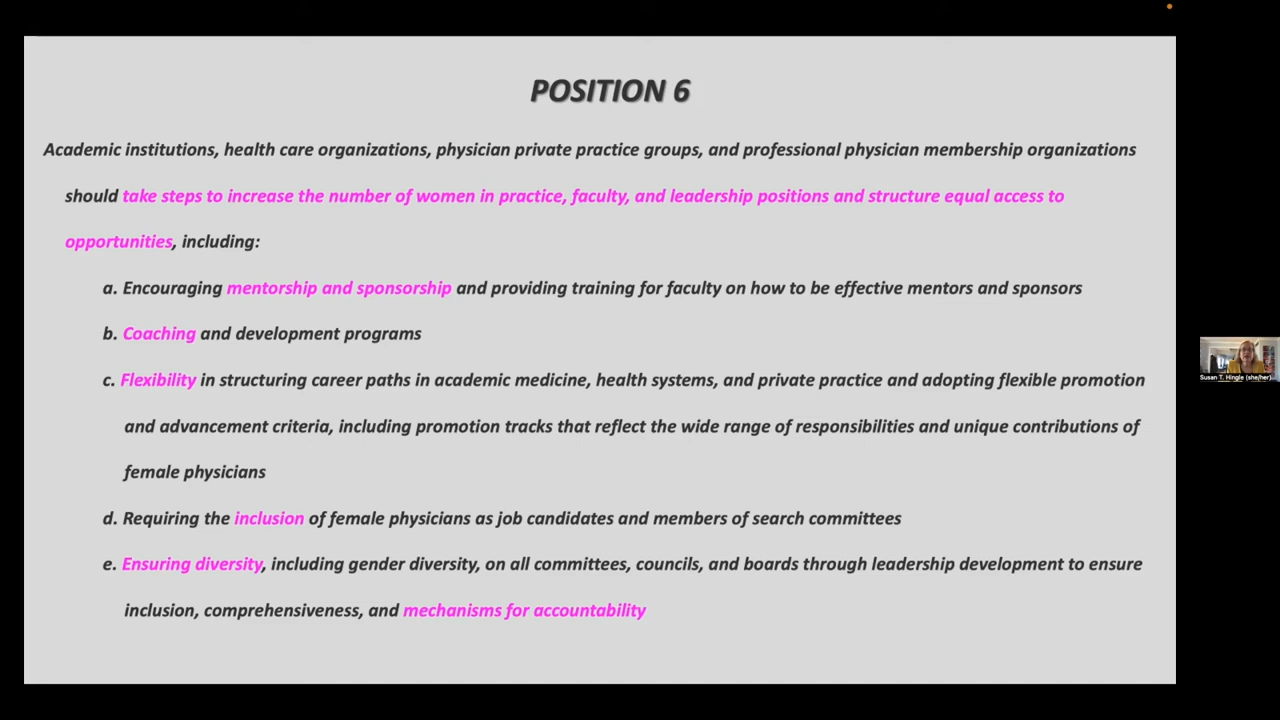 POSITION 6
Academic institutions, health care organizations, physician private practice groups, and professional physician membership organizations
should take steps to increase the number of women in practice, faculty, and leadership positions and structure equal access to
opportunities, including:
a. Encouraging mentorship and sponsorship and providing training for faculty on how to be effective mentors and sponsors
b. Coaching and development programs
c. Flexibility in structuring career paths in academic medicine, health systems, and private practice and adopting flexible promotion
and advancement criteria, including promotion tracks that reflect the wide range of responsibilities and unique contributions of
female physicians
d. Requiring the inclusion of female physicians as job candidates and members of search committees
e. Ensuring diversity, including gender diversity, on all committees, councils, and boards through leadership development to ensure
inclusion, comprehensiveness, and mechanisms for accountability
Susan T. Hingle (she/her)